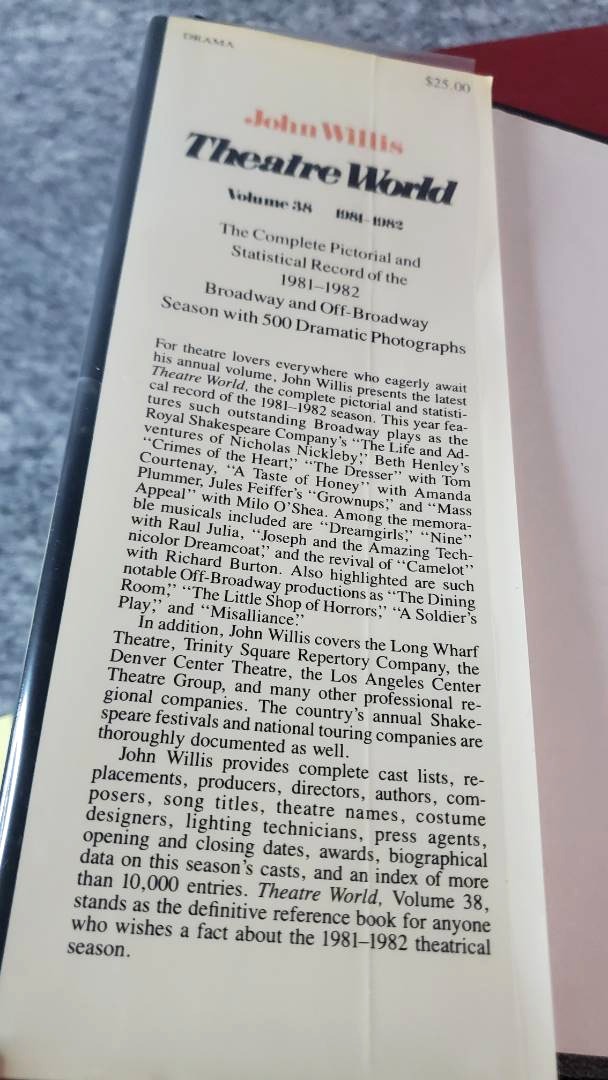 DRAMA
$25.00
John Willis
Theatre World
Volume 38 1981-1982
The Complete Pictorial and
Statistical Record of the
1981–1982
Broadway and Off-Broadway
Season with 500 Dramatic Photographs
For theatre lovers everywhere who eagerly await
his annual volume, John Willis presents the latest
Theatre World, the complete pictorial and statisti-
cal record of the 1981–1982 season. This year fea-
tures such outstanding Broadway plays as the
Royal Shakespeare Company's "The Life and Ad-
ventures of Nicholas Nickleby," Beth Henley's
"Crimes of the Heart," "The Dresser" with Tom
Courtenay, "A Taste of Honey" with Amanda
Plummer, Jules Feiffer's "Grownups," and "Mass
Appeal" with Milo O'Shea. Among the memora-
ble musicals included are "Dreamgirls," "Nine"
with Raul Julia, "Joseph and the Amazing Tech-
nicolor Dreamcoat," and the revival of "Camelot"
with Richard Burton. Also highlighted are such
notable Off-Broadway productions as "The Dining
Room," "The Little Shop of Horrors," "A Soldier's
Play," and "Misalliance."
In addition, John Willis covers the Long Wharf
Theatre, Trinity Square Repertory Company, the
Denver Center Theatre, the Los Angeles Center
Theatre Group, and many other professional re-
gional companies. The country's annual Shake-
speare festivals and national touring companies are
thoroughly documented as well.
John Willis provides complete cast lists, re-
placements, producers, directors, authors, com-
posers, song titles, theatre names, costume
designers, lighting technicians, press agents,
opening and closing dates, awards, biographical
data on this season's casts, and an index of more
than 10,000 entries. Theatre World, Volume 38,
stands as the definitive reference book for anyone
who wishes a fact about the 1981–1982 theatrical
season.